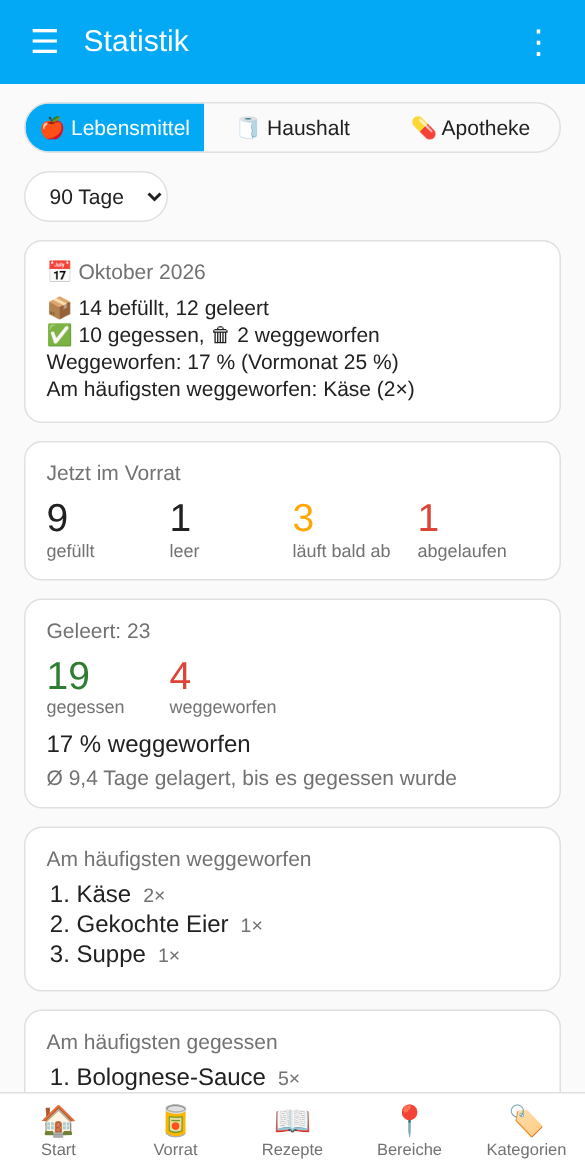 ☰ Statistik ⋮
🍎 Lebensmittel 🧻 Haushalt 💊 Apotheke
90 Tage
📅 Oktober 2026
📦 14 befüllt, 12 geleert
✅ 10 gegessen, 🗑 2 weggeworfen
Weggeworfen: 17 % (Vormonat 25 %)
Am häufigsten weggeworfen: Käse (2×)
Jetzt im Vorrat
9 1 3 1
gefüllt leer läuft bald ab abgelaufen
Geleert: 23
19 4
gegessen weggeworfen
17 % weggeworfen
Ø 9,4 Tage gelagert, bis es gegessen wurde
Am häufigsten weggeworfen
1. Käse 2×
2. Gekochte Eier 1×
3. Suppe 1×
Am häufigsten gegessen
1. Bolognese-Sauce 5×
Start Vorrat Rezepte Bereiche Kategorien